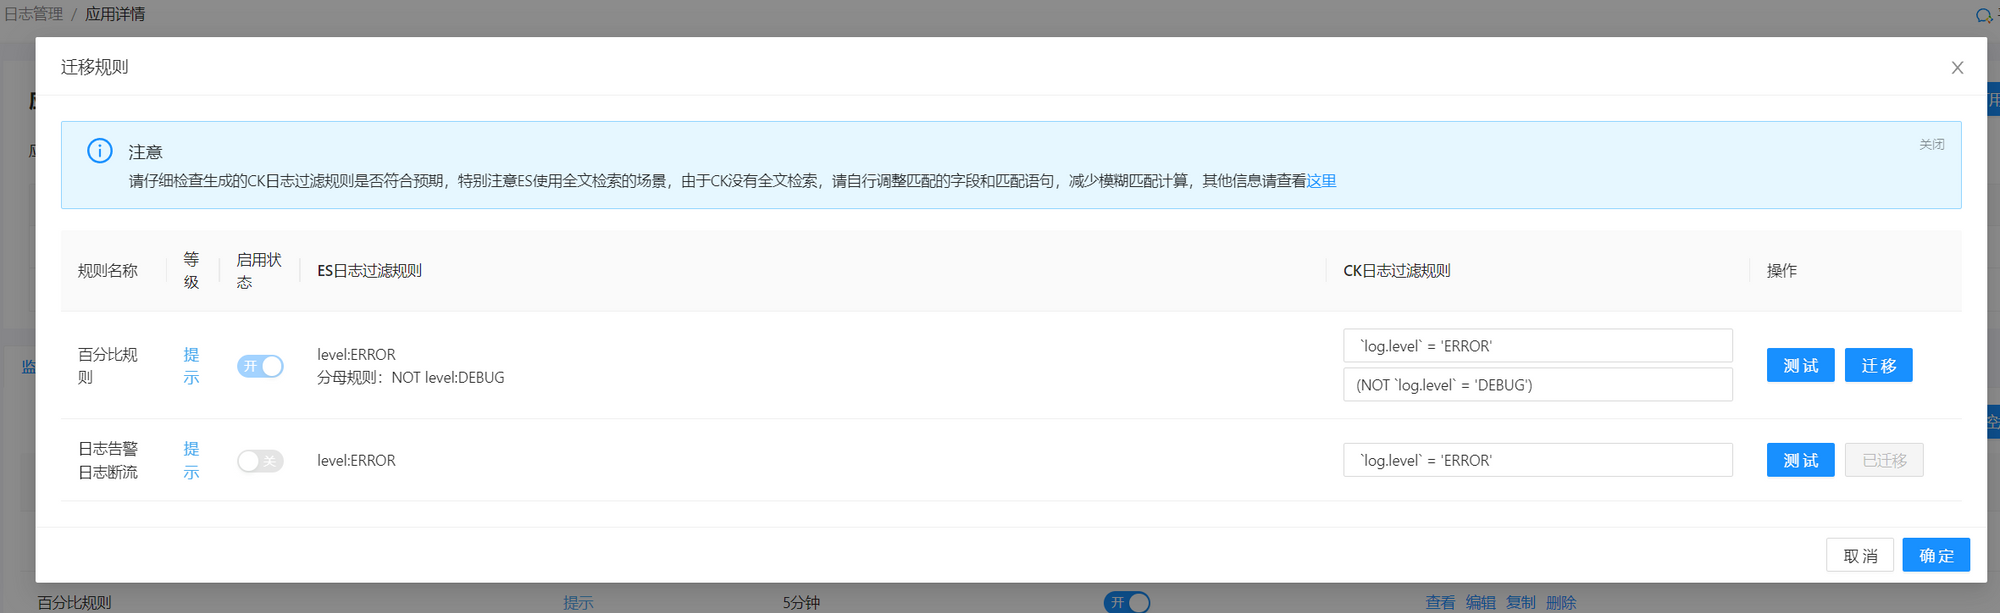 日志管理 / 应用详情
迁移规则
注意
关闭
请仔细检查生成的CK日志过滤规则是否符合预期，特别注意ES使用全文检索的场景，由于CK没有全文检索，请自行调整匹配的字段和匹配语句，减少模糊匹配计算，其他信息请查看这里
规则名称
等级
启用状态
ES日志过滤规则
CK日志过滤规则
操作
百分比规则
提示
开
level:ERROR
分母规则：NOT level:DEBUG
`log.level` = 'ERROR'
(NOT `log.level` = 'DEBUG')
测 试
迁 移
日志告警
日志断流
提示
关
level:ERROR
`log.level` = 'ERROR'
测 试
已迁移
取 消
确 定
百分比规则
提示
5分钟
开
查看 编辑 复制 删除